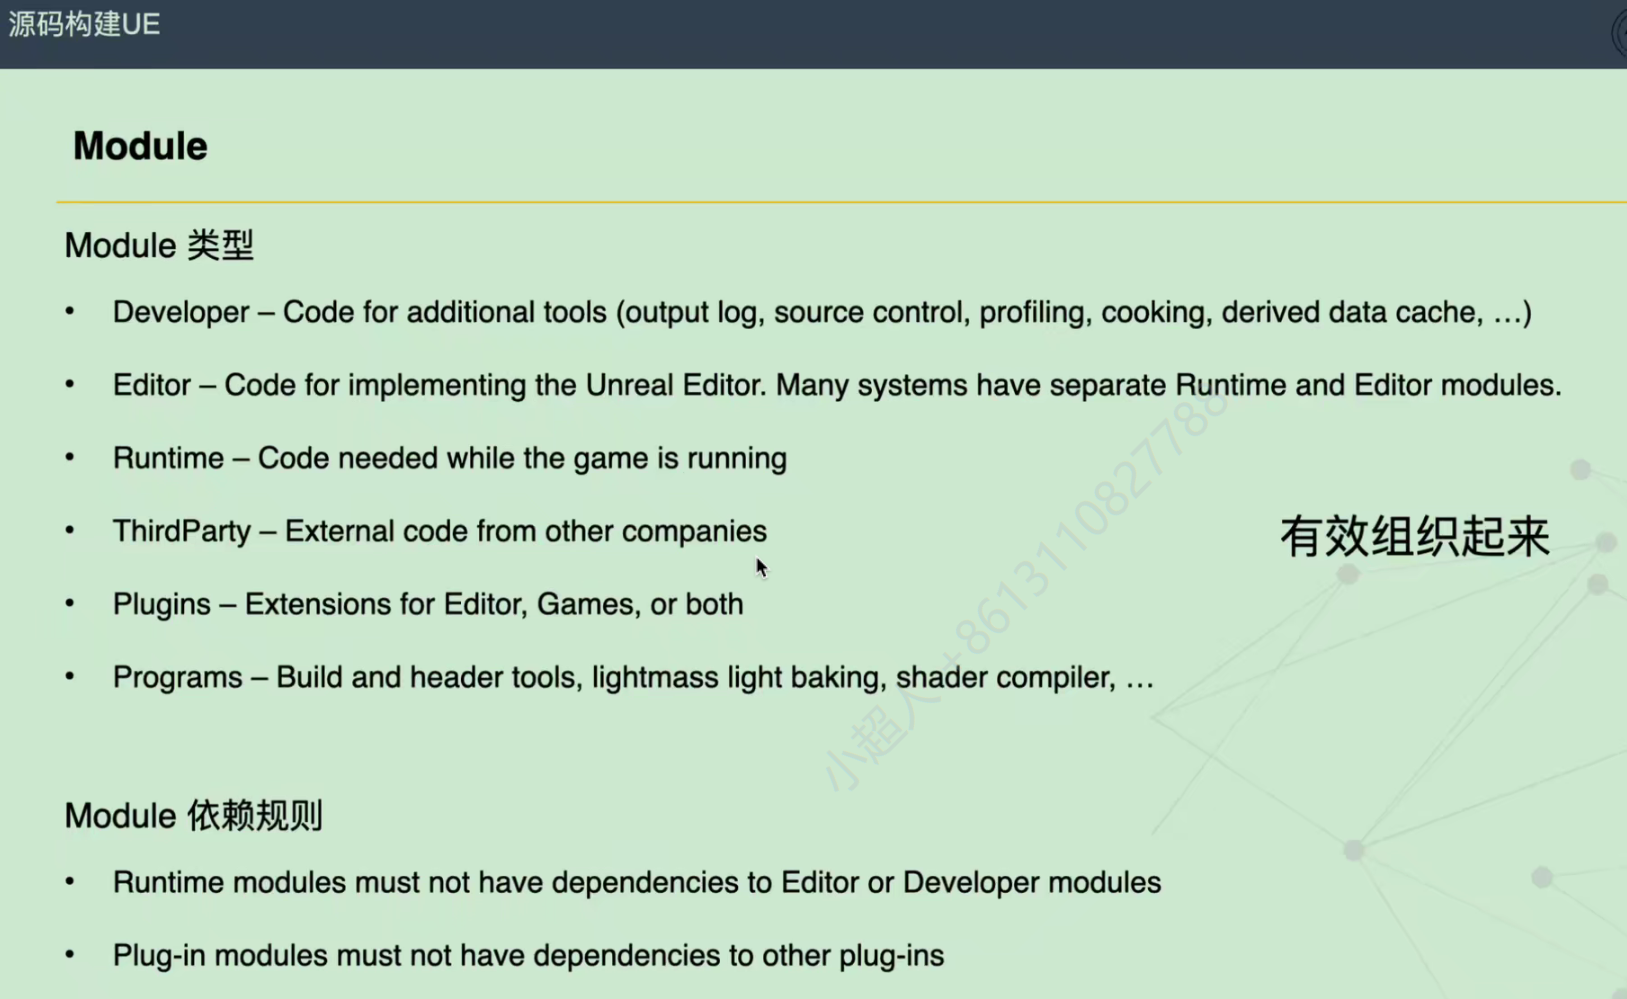 源码构建UE
Module
Module 类型
• Developer – Code for additional tools (output log, source control, profiling, cooking, derived data cache, …)
• Editor – Code for implementing the Unreal Editor. Many systems have separate Runtime and Editor modules.
• Runtime – Code needed while the game is running
• ThirdParty – External code from other companies
有效组织起来
• Plugins – Extensions for Editor, Games, or both
• Programs – Build and header tools, lightmass light baking, shader compiler, …
小超人+8613110827788
Module 依赖规则
• Runtime modules must not have dependencies to Editor or Developer modules
• Plug-in modules must not have dependencies to other plug-ins